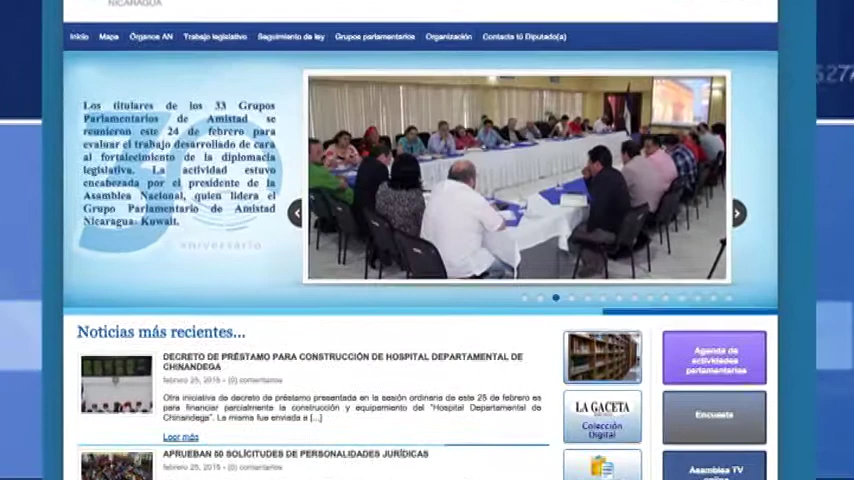 NICARAGUA
Inicio Mapa Órganos AN Trabajo legislativo Seguimiento de ley Grupos parlamentarios Organización Contacta tú Diputado(a)
Los titulares de los 33 Grupos
Parlamentarios de Amistad se
reunieron este 24 de febrero para
evaluar el trabajo desarrollado de cara
al fortalecimiento de la diplomacia
legislativa. La actividad estuvo
encabezada por el presidente de la
Asamblea Nacional, quien lidera el
Grupo Parlamentario de Amistad
Nicaragua- Kuwait.
30
aniversario
Noticias más recientes...
DECRETO DE PRÉSTAMO PARA CONSTRUCCIÓN DE HOSPITAL DEPARTAMENTAL DE
CHINANDEGA
febrero 25, 2015 - (0) comentarios
Otra iniciativa de decreto de préstamo presentada en la sesión ordinaria de este 25 de febrero es
para financiar parcialmente la construcción y equipamiento del "Hospital Departamental de
Chinandega". La misma fue enviada a [...]
Leer más
APRUEBAN 50 SOLICITUDES DE PERSONALIDADES JURÍDICAS
febrero 25, 2015 - (0) comentarios
LA GACETA
Colección
Digital
Agenda de
actividades
parlamentarias
Encuesta
Asamblea TV
online